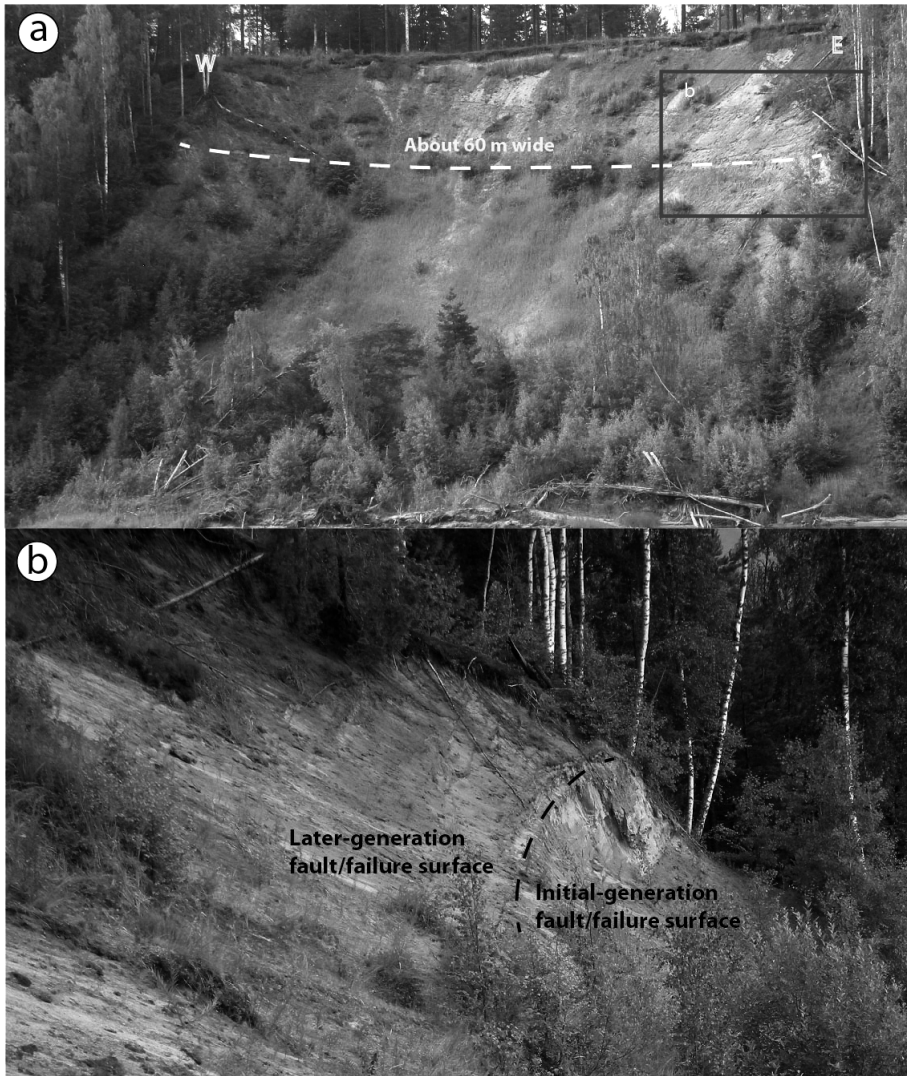 a
W
E
b
About 60 m wide
b
Later-generation
fault/failure surface
Initial-generation
fault/failure surface